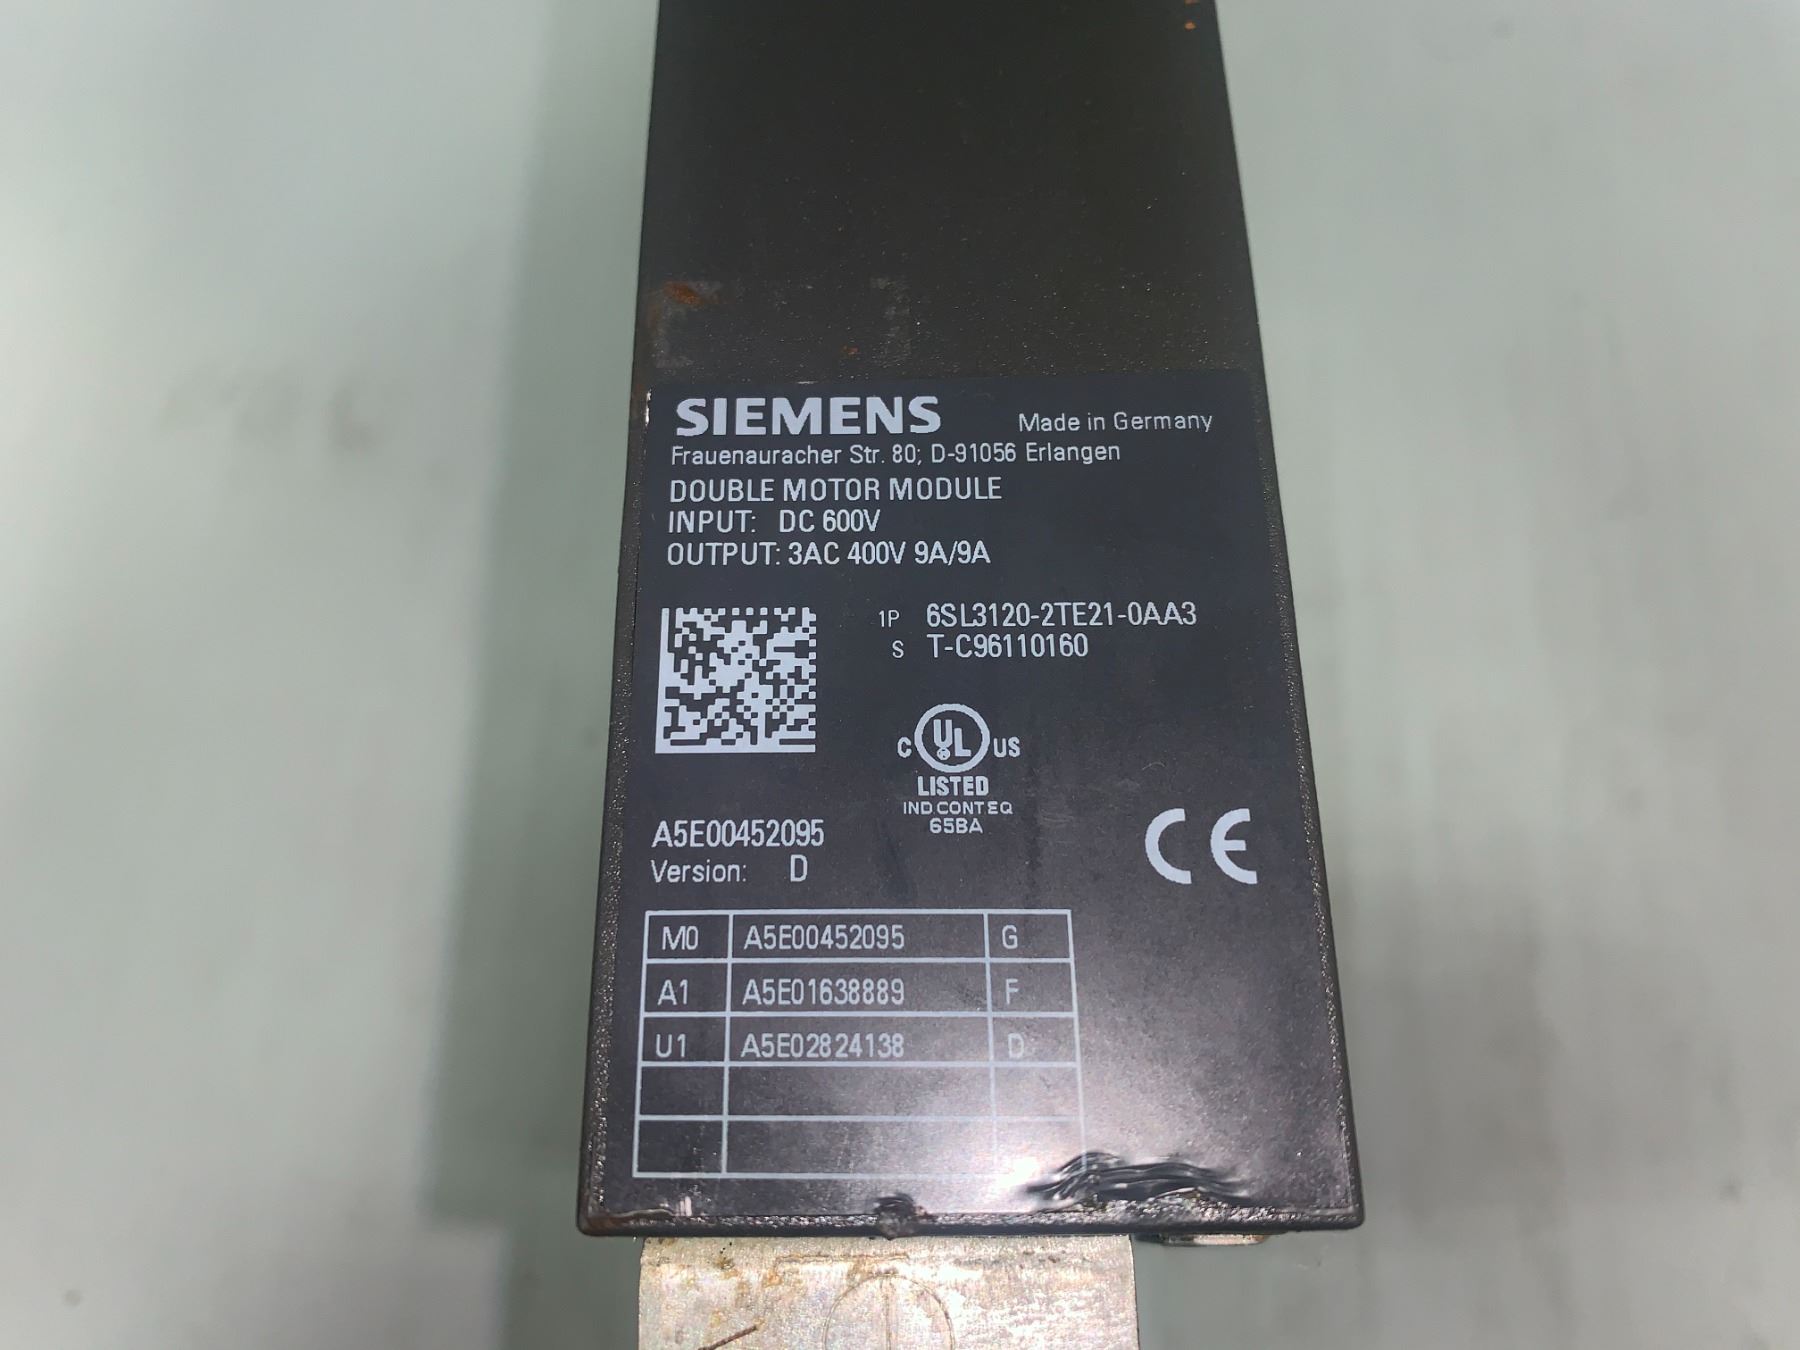 SIEMENS Made in Germany
Frauenauracher Str. 80; D-91056 Erlangen
DOUBLE MOTOR MODULE
INPUT: DC 600V
OUTPUT: 3AC 400V 9A/9A
1P 6SL3120-2TE21-0AA3
S T-C96110160
C UL US
LISTED
IND.CONT.EQ
65BA
A5E00452095
Version: D
CE
M0 A5E00452095 G
A1 A5E01638889 F
U1 A5E02824138 D